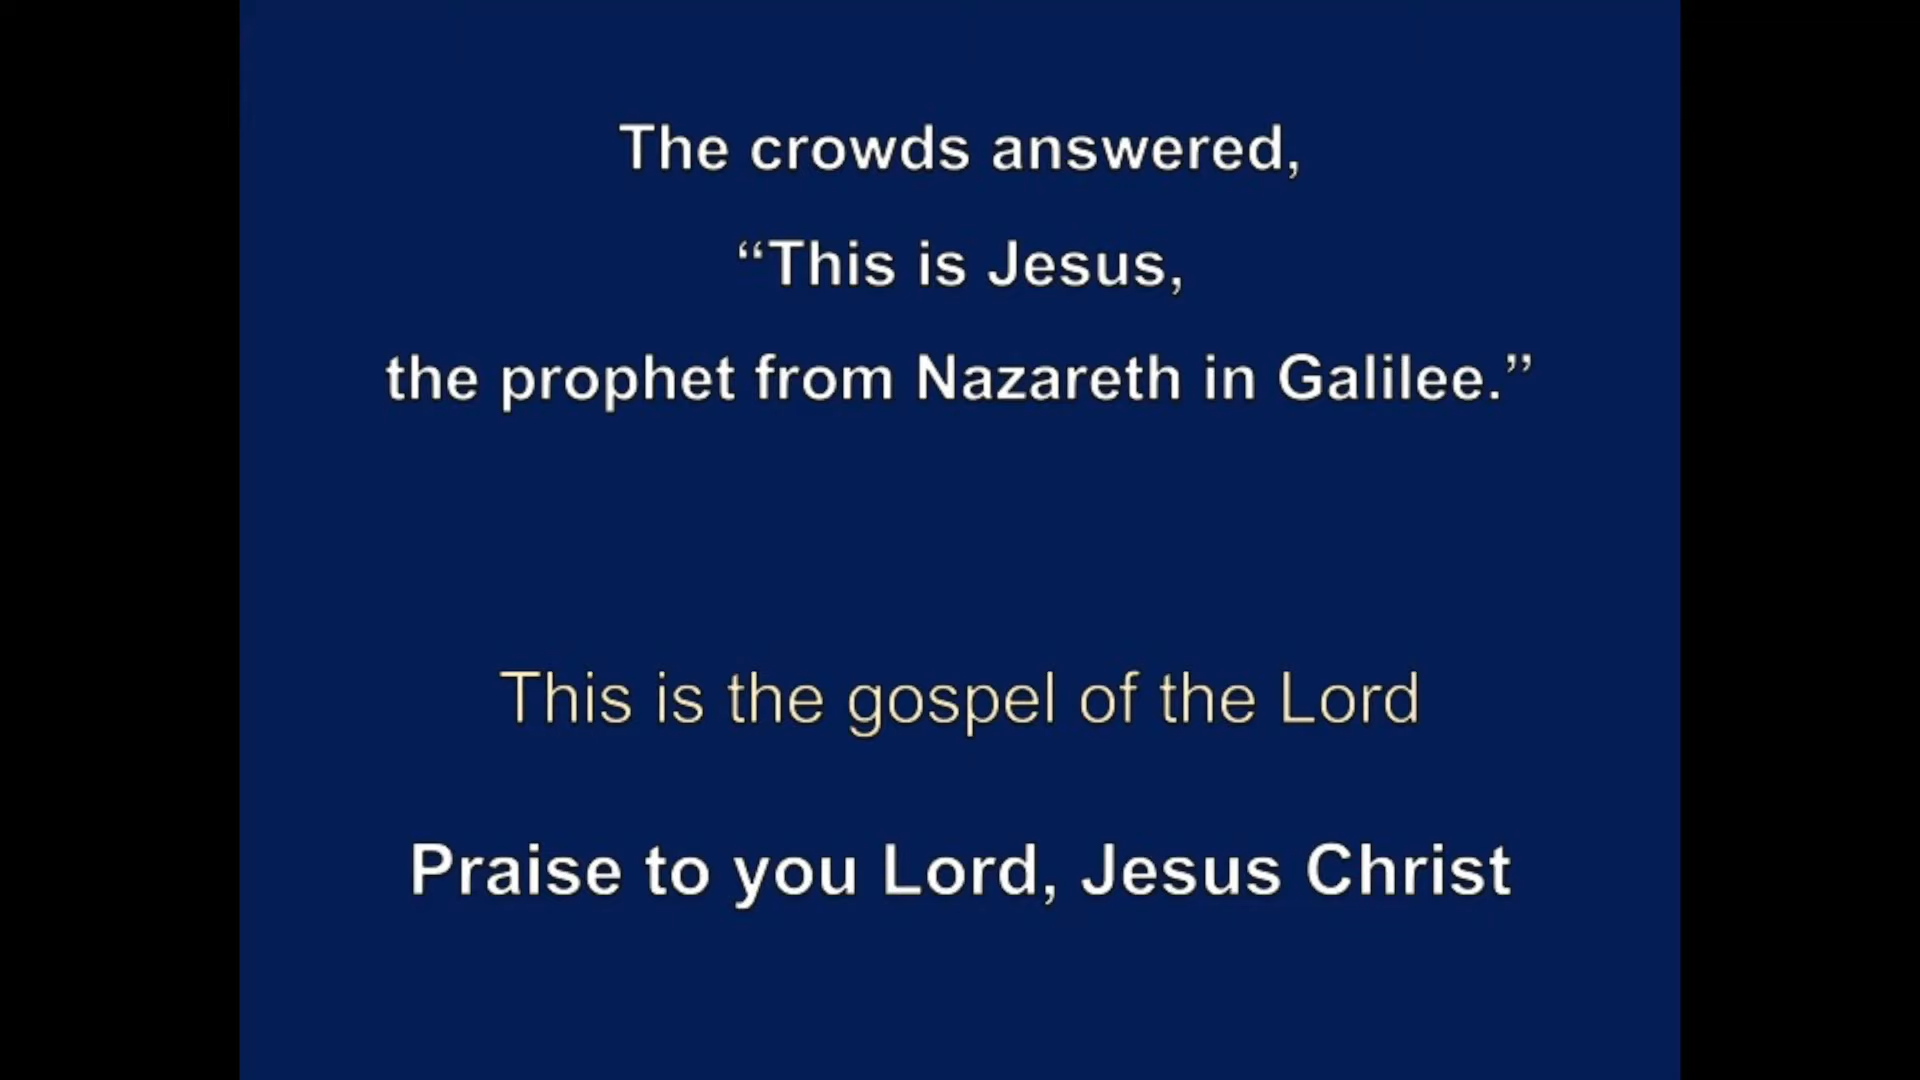 The crowds answered,
“This is Jesus,
the prophet from Nazareth in Galilee.”
This is the gospel of the Lord
Praise to you Lord, Jesus Christ